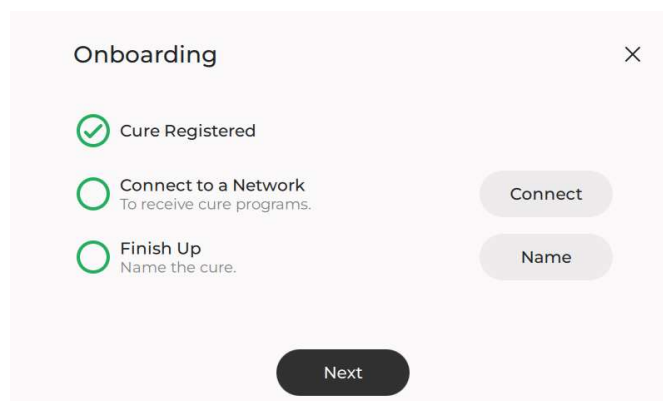 Onboarding
Cure Registered
Connect to a Network
To receive cure programs.
Connect
Finish Up
Name the cure.
Name
Next